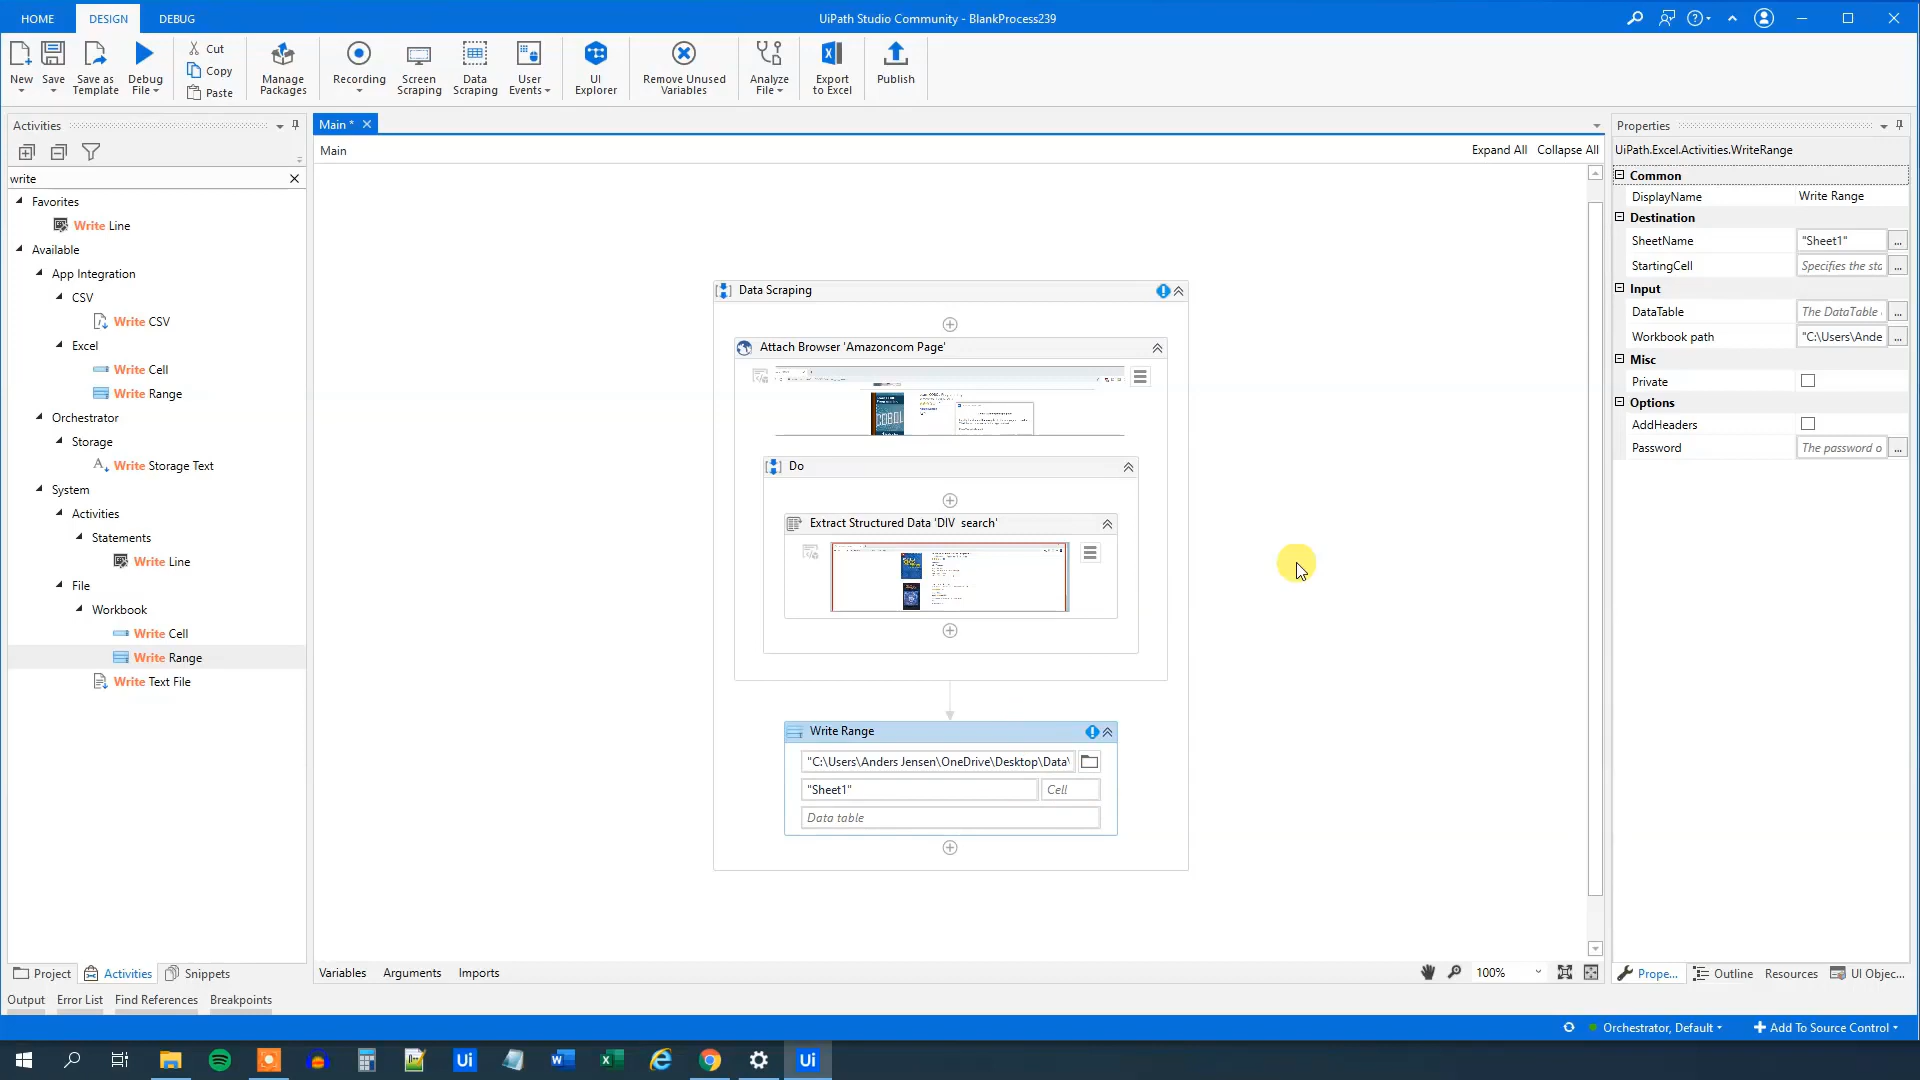 HOME
DESIGN
DEBUG
UiPath Studio Community - BlankProcess239
New
Save
Save as
Template
Debug
File
Cut
Copy
Paste
Manage
Packages
Recording
Screen
Scraping
Data
Scraping
User
Events
UI
Explorer
Remove Unused
Variables
Analyze
File
Export
to Excel
Publish
Activities
write
Favorites
Write Line
Available
App Integration
CSV
Write CSV
Excel
Write Cell
Write Range
Orchestrator
Storage
Write Storage Text
System
Activities
Statements
Write Line
File
Workbook
Write Cell
Write Range
Write Text File
Project
Activities
Snippets
Main *
Main
Expand All
Collapse All
Data Scraping
Attach Browser 'Amazoncom Page'
COBOL
Do
Extract Structured Data 'DIV search'
Write Range
"C:\Users\Anders Jensen\OneDrive\Desktop\Data\
"Sheet1"
Cell
Data table
Variables
Arguments
Imports
100%
Properties
UiPath.Excel.Activities.WriteRange
Common
DisplayName
Write Range
Destination
SheetName
"Sheet1"
...
StartingCell
Specifies the sta
...
Input
DataTable
The DataTable
...
Workbook path
"C:\Users\Ande
...
Misc
Private
Options
AddHeaders
Password
The password o
...
Prope...
Outline
Resources
UI Objec...
Output
Error List
Find References
Breakpoints
Orchestrator, Default
Add To Source Control
Ui
Ui